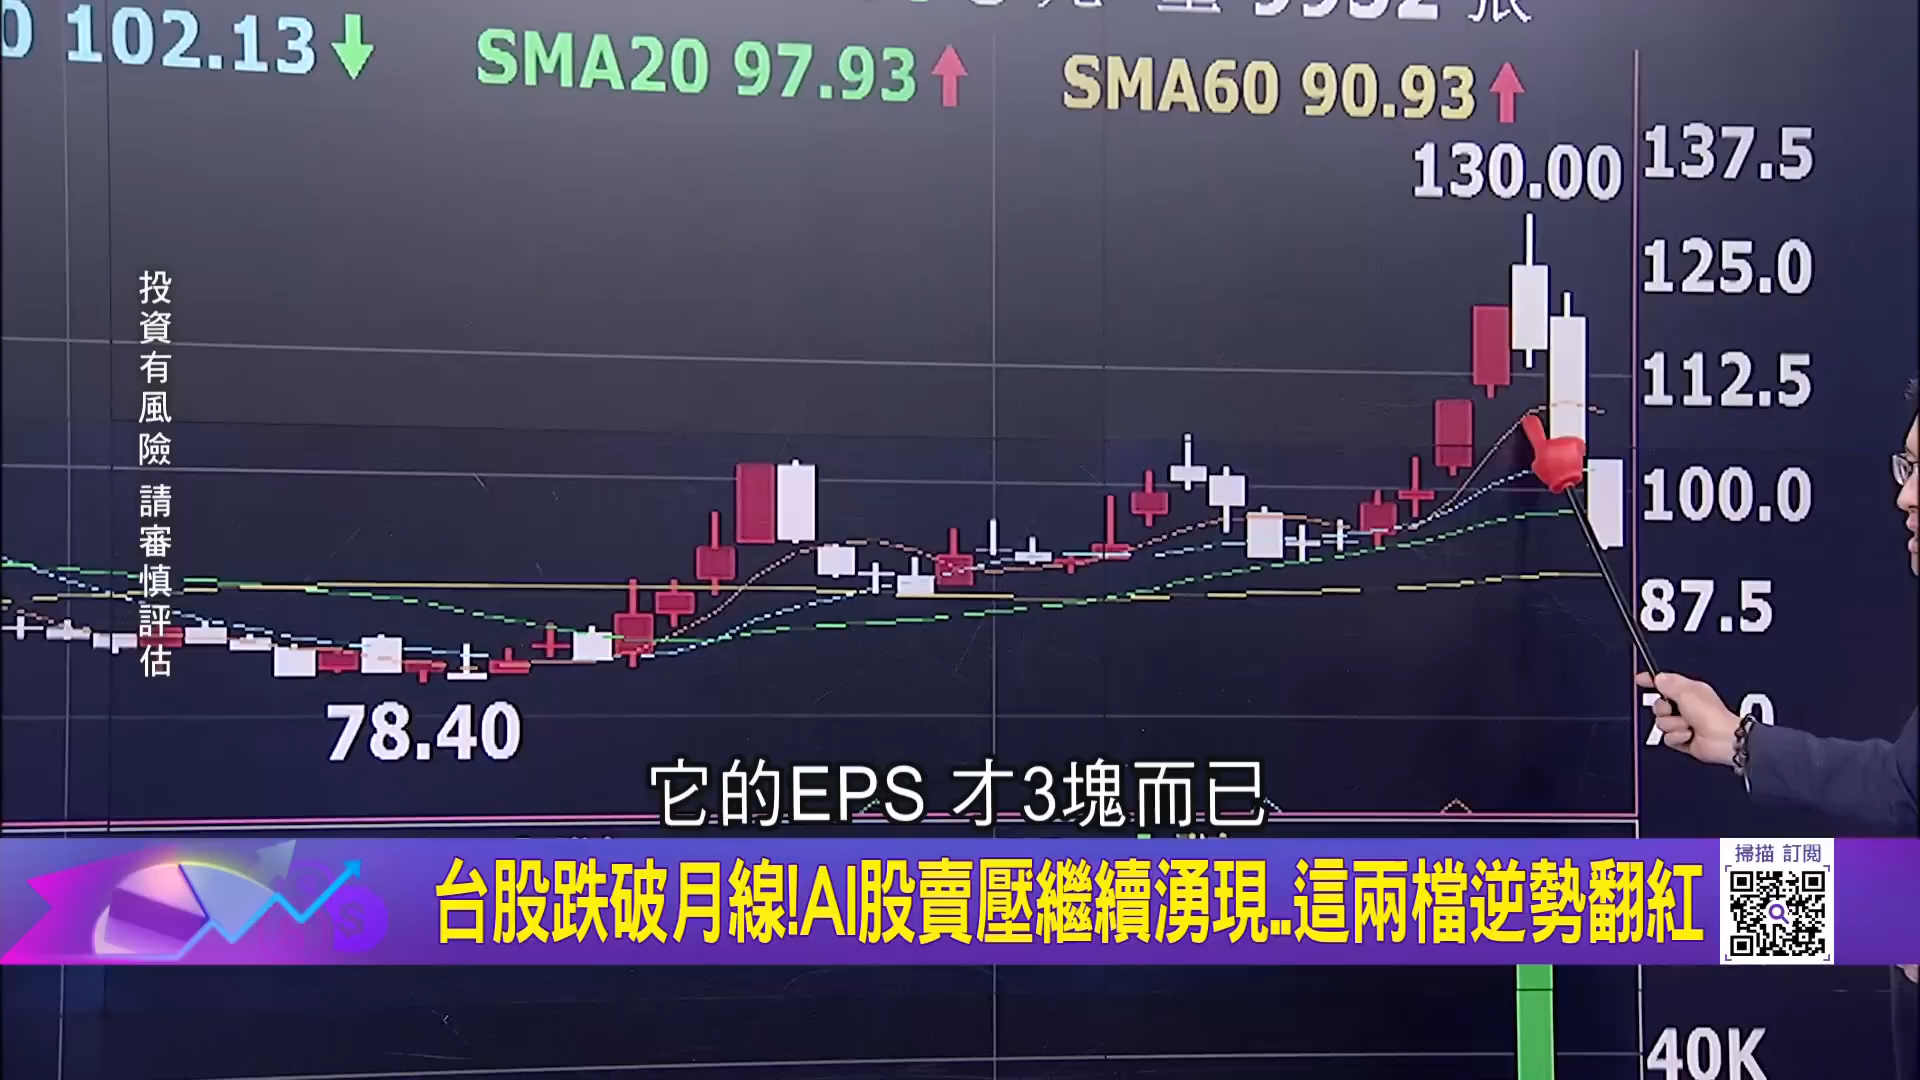 9952 張
0 102.13
SMA20 97.93
SMA60 90.93
130.00
137.5
125.0
112.5
100.0
87.5
78.40
投資有風險 請審慎評估
它的EPS 才3塊而已
台股跌破月線!AI股賣壓繼續湧現..這兩檔逆勢翻紅
掃描 訂閱
40K